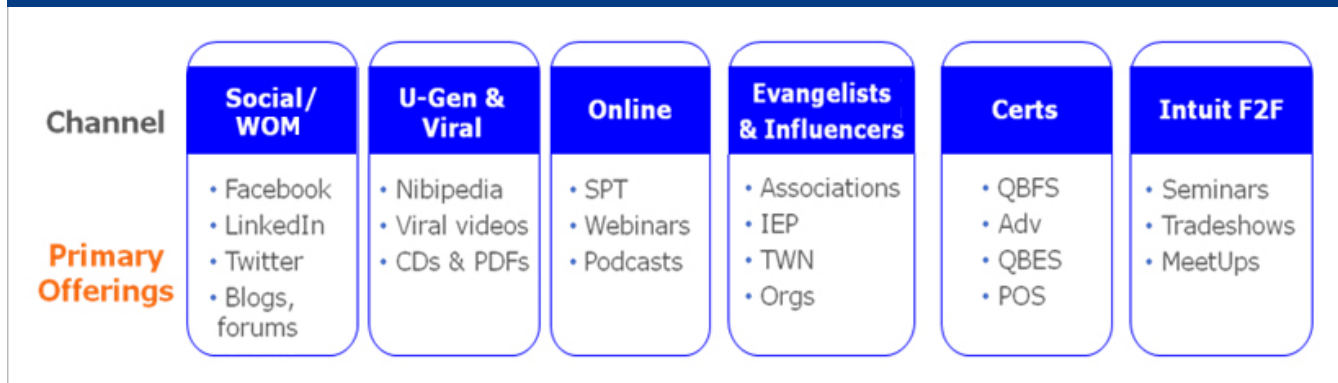 Channel
Social/
WOM
U-Gen &
Viral
Online
Evangelists
& Influencers
Certs
Intuit F2F
Primary
Offerings
• Facebook
• LinkedIn
• Twitter
• Blogs,
forums
• Nibipedia
• Viral videos
• CDs & PDFs
• SPT
• Webinars
• Podcasts
• Associations
• IEP
• TWN
• Orgs
• QBFS
• Adv
• QBES
• POS
• Seminars
• Tradeshows
• MeetUps